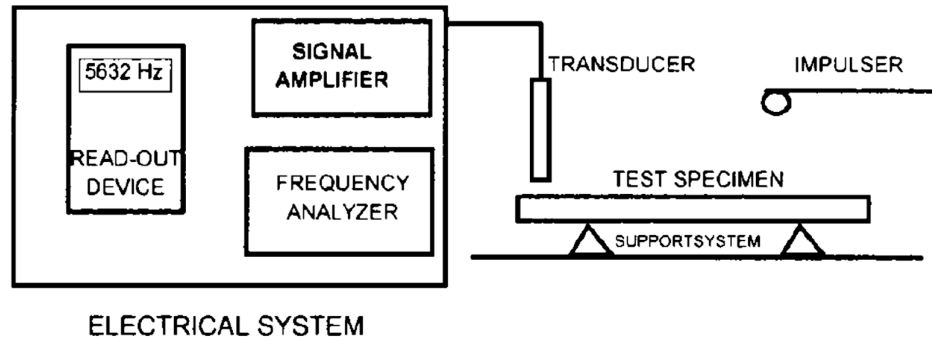 5632 Hz
READ-OUT
DEVICE
SIGNAL
AMPLIFIER
FREQUENCY
ANALYZER
TRANSDUCER
IMPULSER
TEST SPECIMEN
SUPPORTSYSTEM
ELECTRICAL SYSTEM